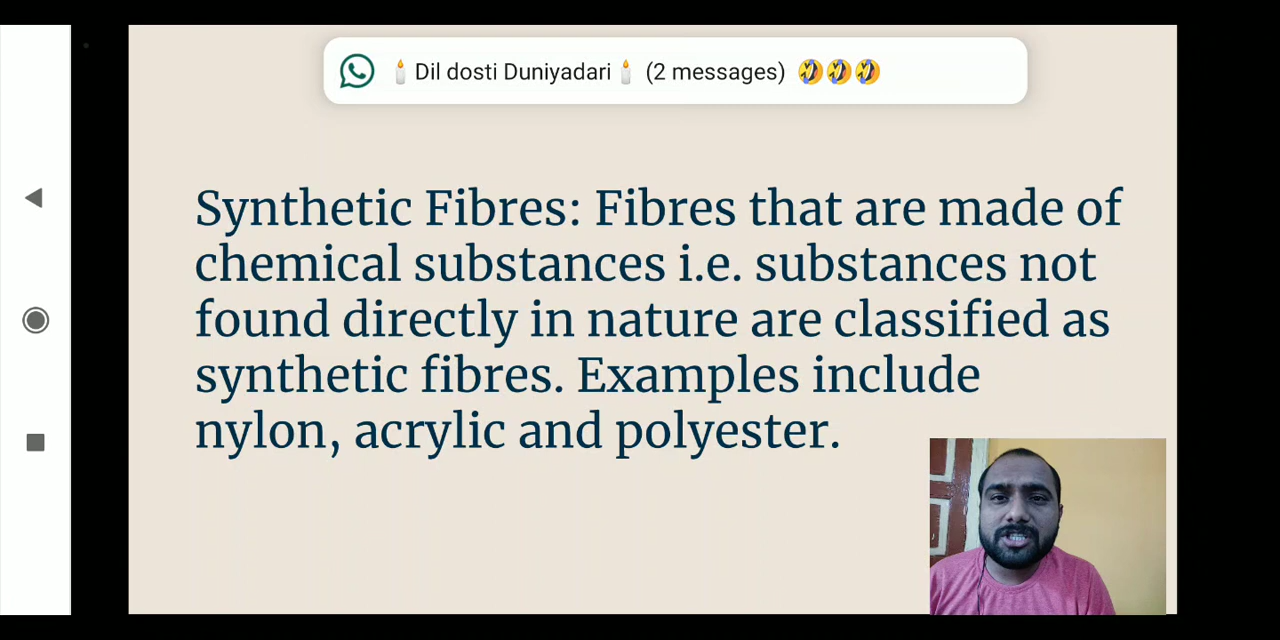 🕯️Dil dosti Duniyadari🕯️ (2 messages) 🤣🤣🤣
Synthetic Fibres: Fibres that are made of
chemical substances i.e. substances not
found directly in nature are classified as
synthetic fibres. Examples include
nylon, acrylic and polyester.